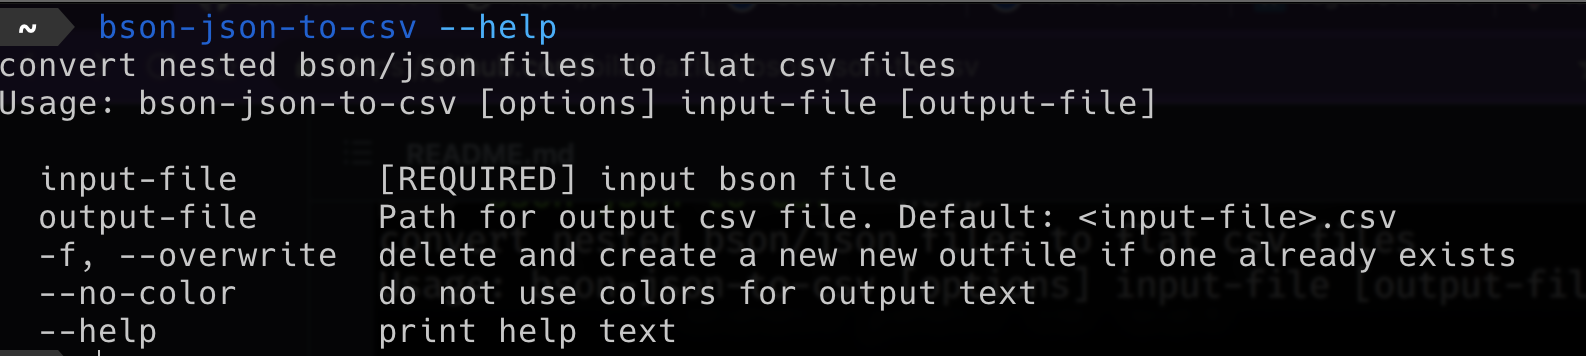 ~ bson-json-to-csv --help
convert nested bson/json files to flat csv files
Usage: bson-json-to-csv [options] input-file [output-file]
README.md
input-file [REQUIRED] input bson file
output-file Path for output csv file. Default: <input-file>.csv
-f, --overwrite delete and create a new new outfile if one already exists
--no-color do not use colors for output text
--help print help text